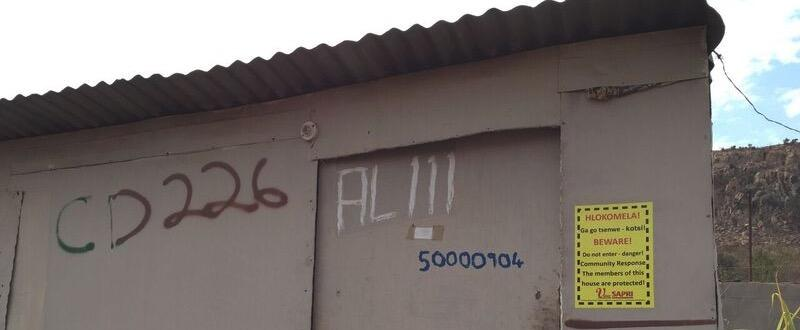 CD226
AL111
50000904
HLOKOMELA!
Ga go tsenwe - kotsi!
BEWARE!
Do not enter - danger!
Community Response
The members of this
house are protected!
SAPRI